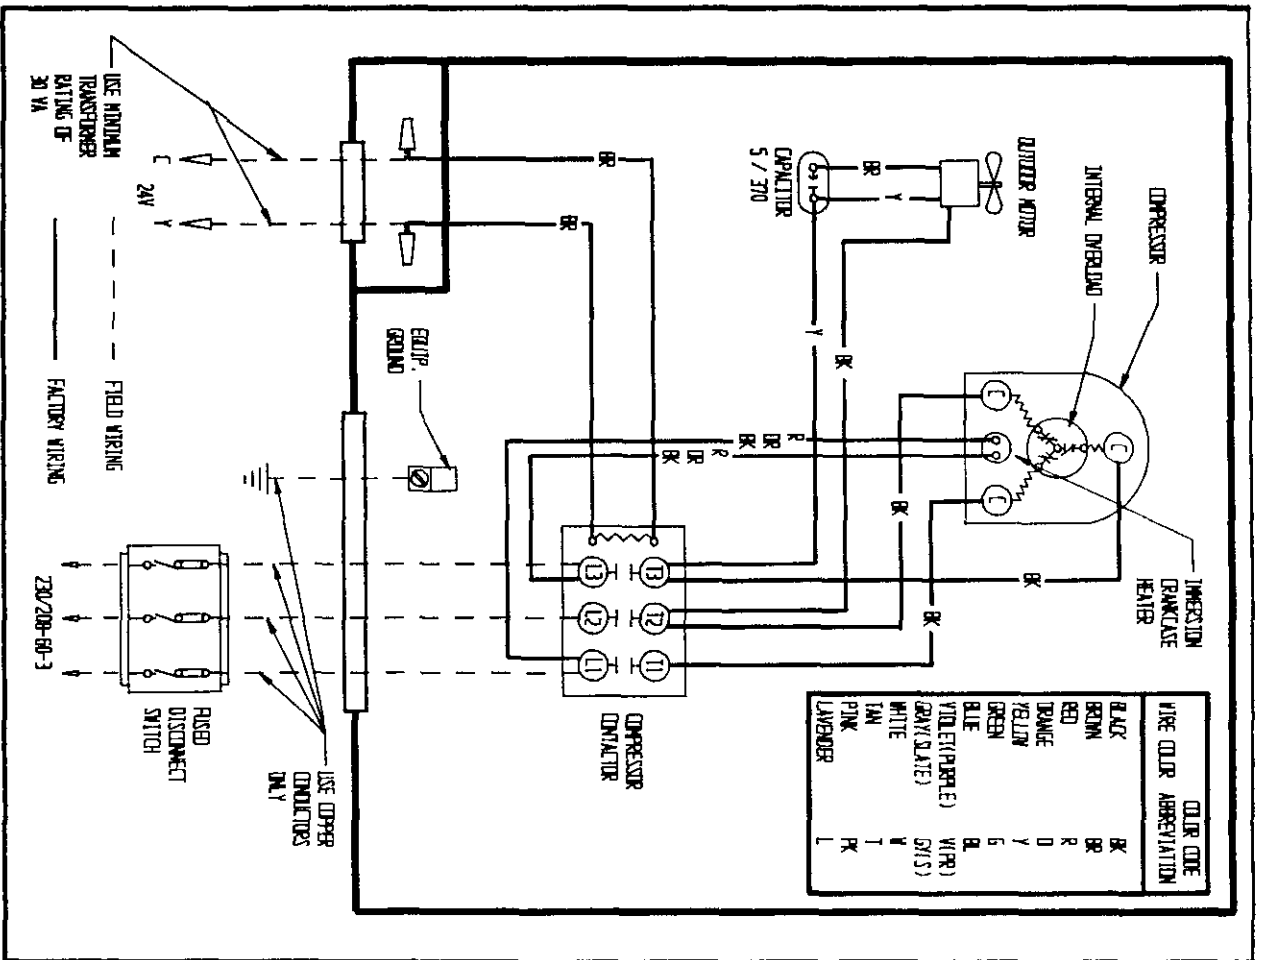 COLOR CODE
WIRE COLOR ABBREVIATION
BLACK BK
BROWN BR
RED R
ORANGE O
YELLOW Y
GREEN G
BLUE BL
VIOLET(PURPLE) V(PR)
GRAY(SLATE) GY(S)
WHITE W
TAN T
PINK PK
LAVENDER L
COMPRESSOR
INTERNAL OVERLOAD
OUTDOOR MOTOR
IMMERSION
CRANKCASE
HEATER
C
C
C
CAPACITOR
5 / 370
BR
Y
Y
BK
BK
BK
BK
BK OR R
BK OR R
BR
BR
T3
T2
T1
L3
L2
L1
COMPRESSOR
CONTACTOR
EQUIP.
GROUND
USE COPPER
CONDUCTORS
ONLY
FUSED
DISCONNECT
SWITCH
230/208-60-3
USE MINIMUM
TRANSFORMER
RATING OF
30 VA
C
24V
Y
FIELD WIRING
FACTORY WIRING